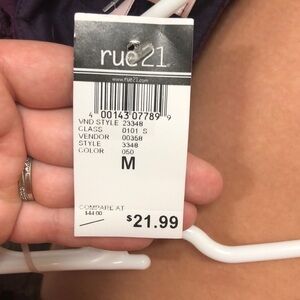 rue21
www.rue21.com
4 00143 07789 9
VND STYLE 23348
CLASS 0101 S
VENDOR 00358
STYLE 3348
COLOR 050
M
COMPARE AT
$44.00
$21.99